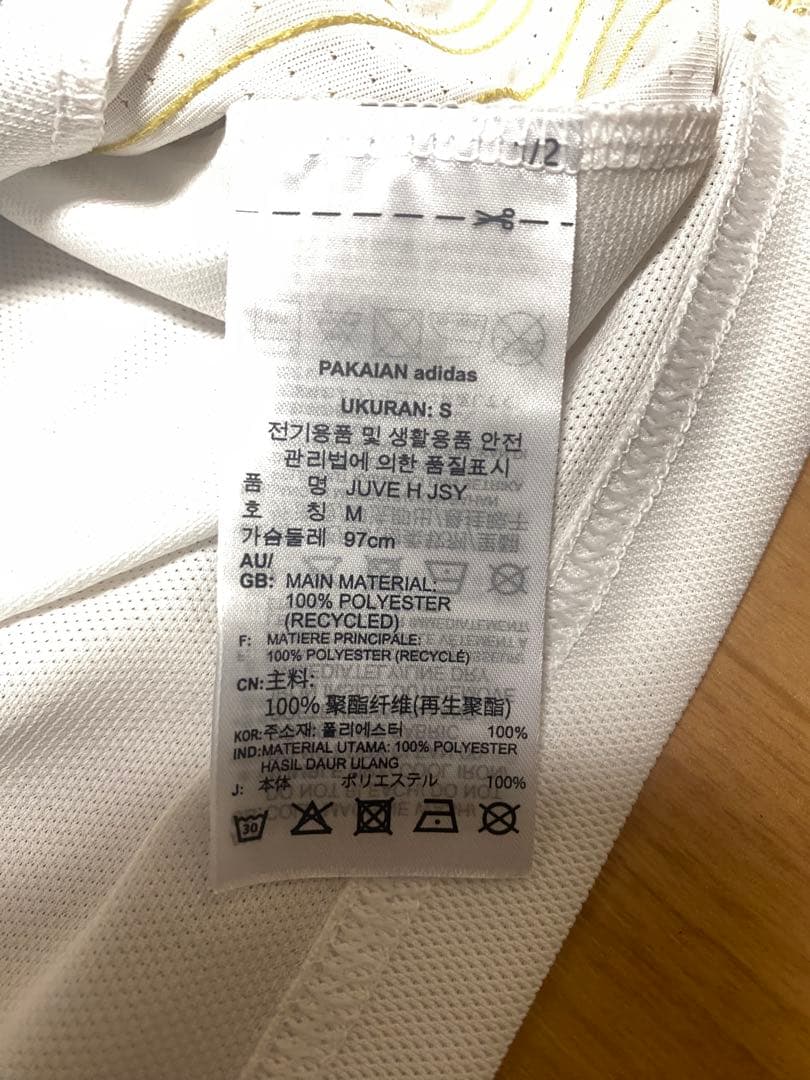 /2
PAKAIAN adidas
UKURAN: S
전기용품 및 생활용품 안전
관리법에 의한 품질표시
품 명 JUVE H JSY
호 칭 M
가슴둘레 97cm
AU/
GB: MAIN MATERIAL:
100% POLYESTER
(RECYCLED)
F: MATIERE PRINCIPALE:
100% POLYESTER (RECYCLÉ)
CN: 主料:
100% 聚酯纤维(再生聚酯)
KOR: 주소재: 폴리에스터 100%
IND: MATERIAL UTAMA: 100% POLYESTER
HASIL DAUR ULANG
J: 本体 ポリエステル 100%
30